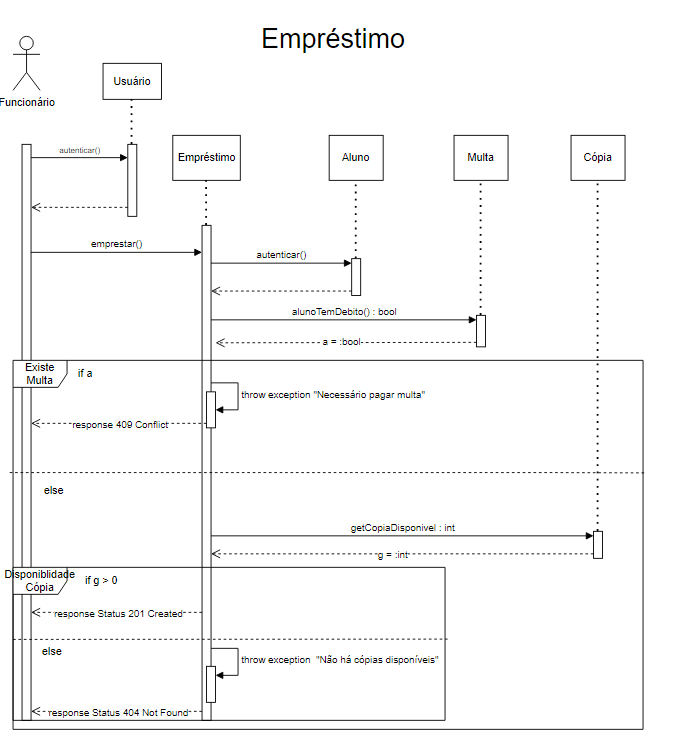 Empréstimo
Funcionário
Usuário
Empréstimo
Aluno
Multa
Cópia
autenticar()
emprestar()
autenticar()
alunoTemDebito() : bool
a = :bool
Existe
Multa
if a
throw exception "Necessário pagar multa"
response 409 Conflict
else
getCopiaDisponivel : int
g = :int
Disponiblidade
Cópia
if g > 0
response Status 201 Created
else
throw exception "Não há cópias disponíveis"
response Status 404 Not Found